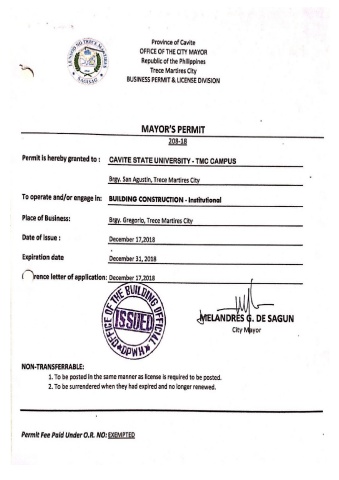 Province of Cavite
OFFICE OF THE CITY MAYOR
Republic of the Philippines
Trece Martires City
BUSINESS PERMIT & LICENSE DIVISION
MAYOR'S PERMIT
208-18
Permit is hereby granted to : CAVITE STATE UNIVERSITY - TMC CAMPUS
Brgy. San Agustin, Trece Martires City
To operate and/or engage in: BUILDING CONSTRUCTION - Institutional
Place of Business: Brgy. Gregorio, Trece Martires City
Date of issue : December 17,2018
Expiration date December 31, 2018
rence letter of application: December 17,2018
OFFICE OF THE BUILDING OFFICIAL
ISSUED
DPWH
MELANDRES G. DE SAGUN
City Mayor
NON-TRANSFERRABLE:
1. To be posted in the same manner as license is required to be posted.
2. To be surrendered when they had expired and no longer renewed.
Permit Fee Paid Under O.R. NO: EXEMPTED